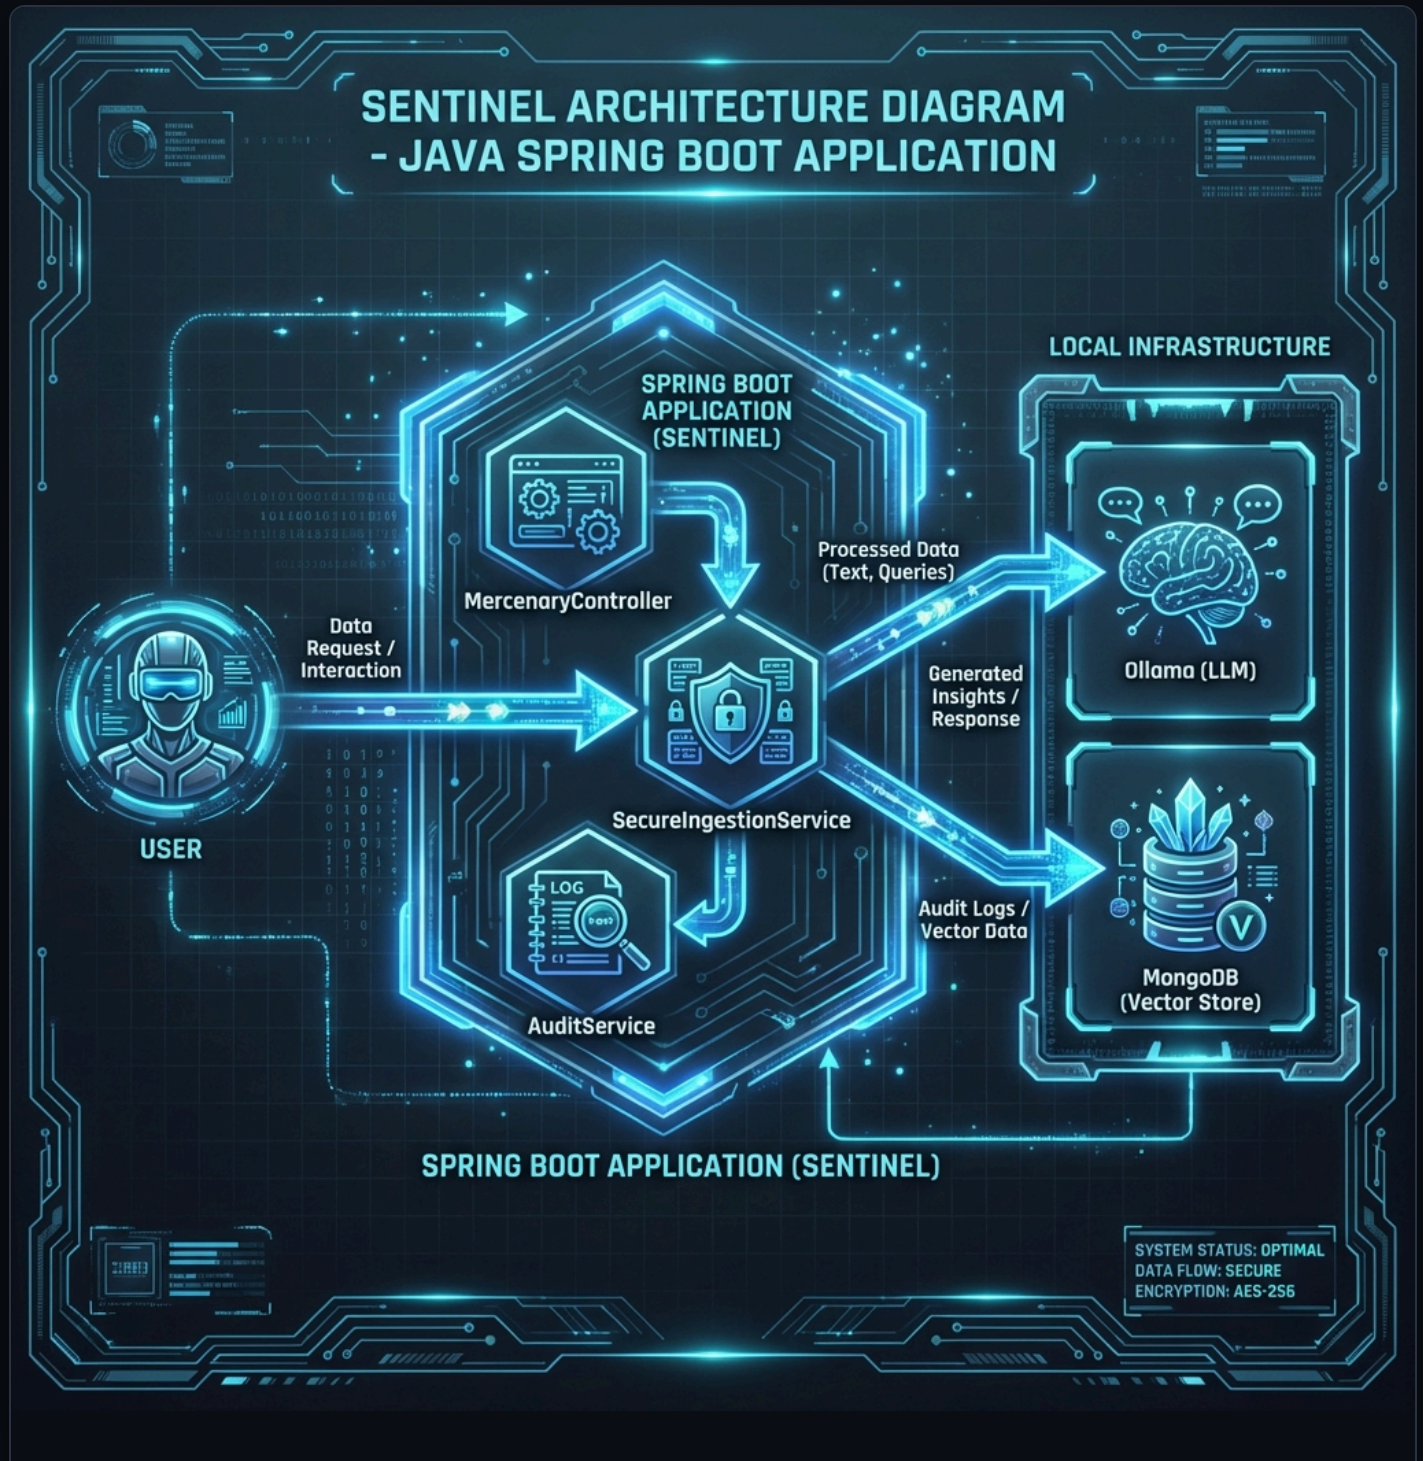 SENTINEL ARCHITECTURE DIAGRAM
- JAVA SPRING BOOT APPLICATION
LOCAL INFRASTRUCTURE
SPRING BOOT
APPLICATION
(SENTINEL)
MercenaryController
Processed Data
(Text, Queries)
Data
Request /
Interaction
Generated
Insights /
Response
Ollama (LLM)
SecureIngestionService
USER
LOG
Audit Logs /
Vector Data
V
MongoDB
(Vector Store)
AuditService
SPRING BOOT APPLICATION (SENTINEL)
SYSTEM STATUS: OPTIMAL
DATA FLOW: SECURE
ENCRYPTION: AES-256